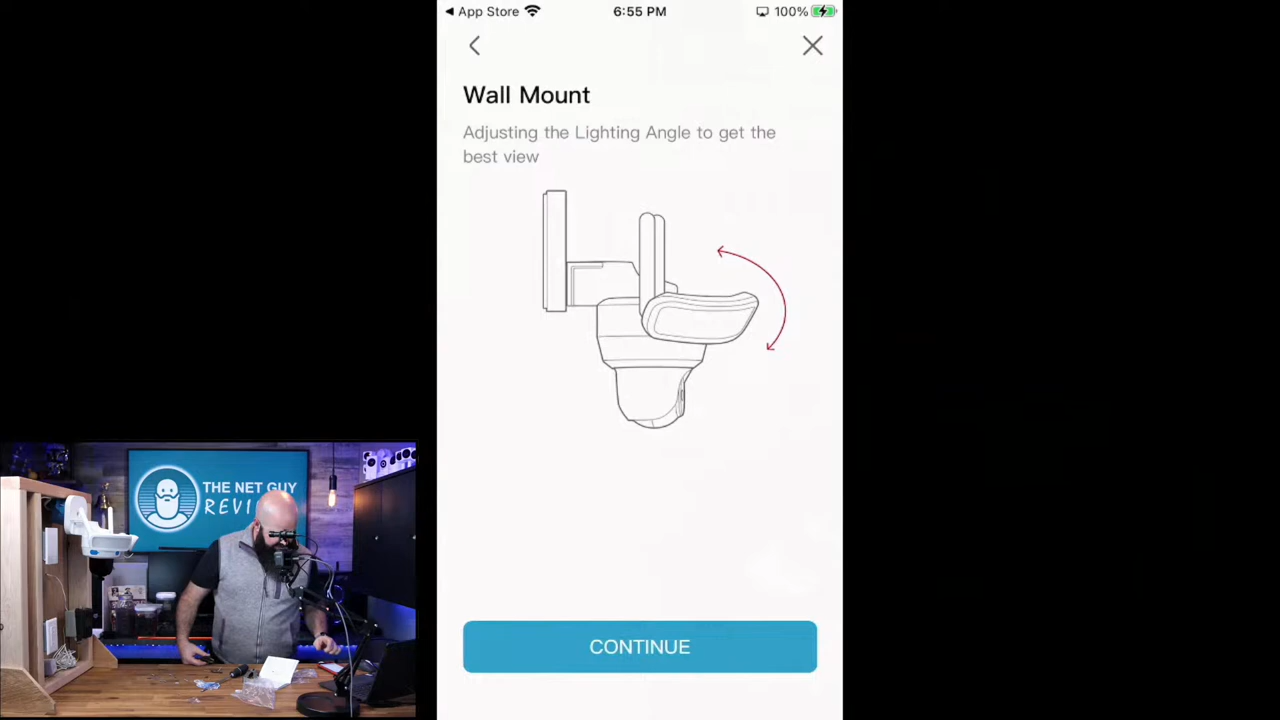 App Store
6:55 PM
100%
Wall Mount
Adjusting the Lighting Angle to get the
best view
THE NET GUY
CONTINUE